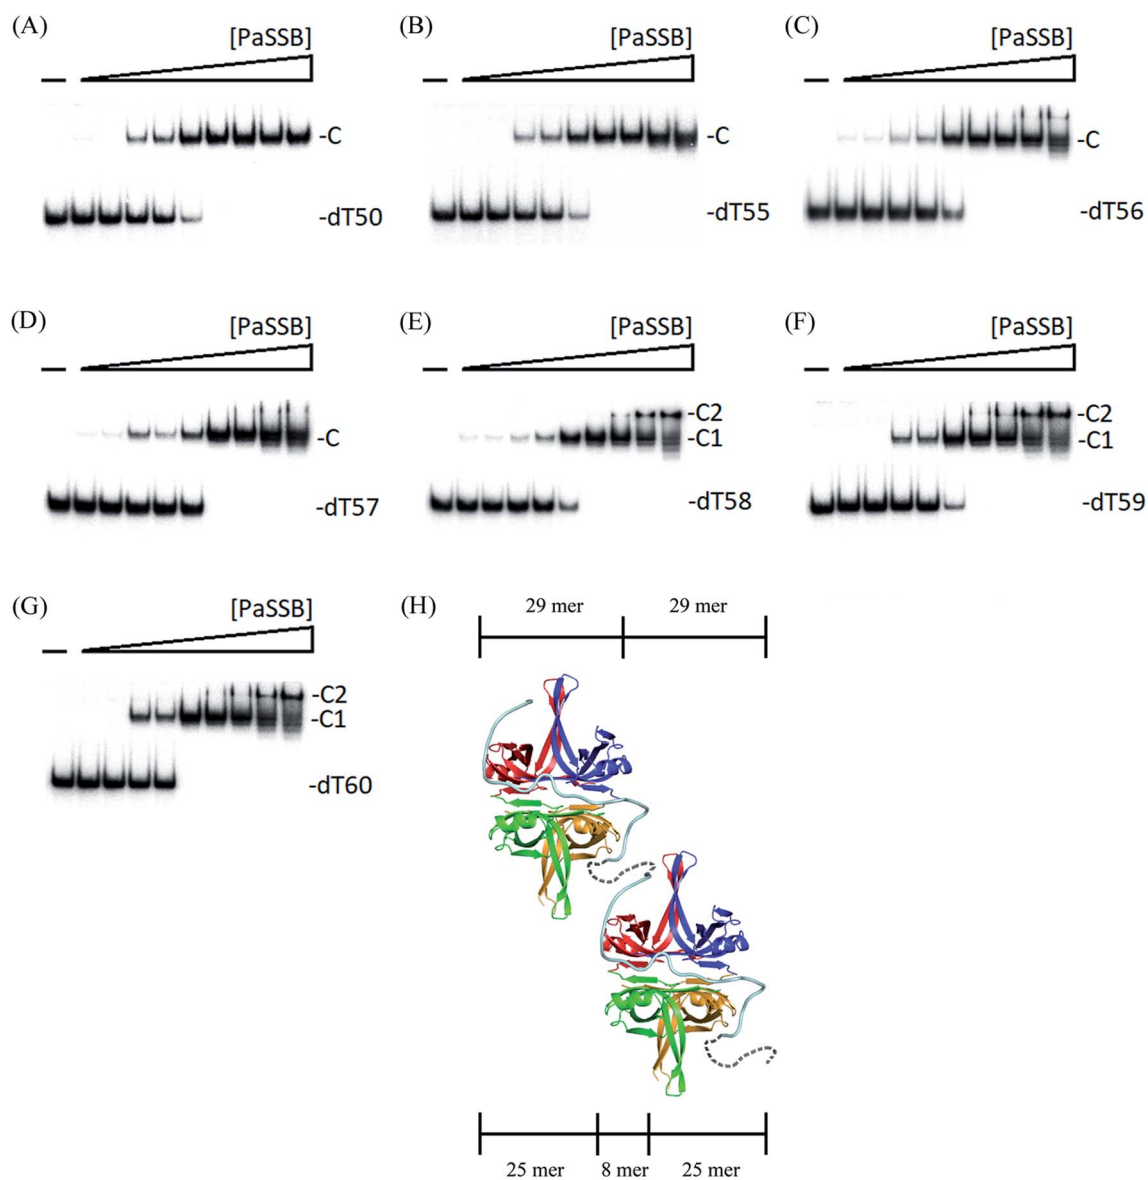 (A)
[PaSSB]
-C
-dT50
(B)
[PaSSB]
-C
-dT55
(C)
[PaSSB]
-C
-dT56
(D)
[PaSSB]
-C
-dT57
(E)
[PaSSB]
-C2
-C1
-dT58
(F)
[PaSSB]
-C2
-C1
-dT59
(G)
[PaSSB]
-C2
-C1
-dT60
(H)
29 mer 29 mer
25 mer 8 mer 25 mer